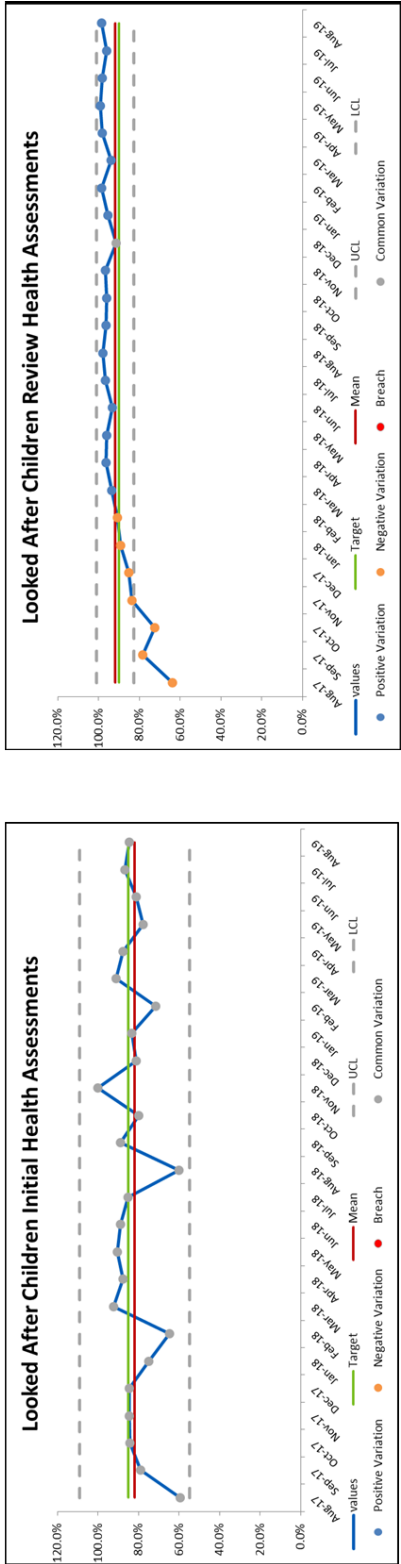 Looked After Children Initial Health Assessments
120.0%
100.0%
80.0%
60.0%
40.0%
20.0%
0.0%
Aug-17 Sep-17 Oct-17 Nov-17 Dec-17 Jan-18 Feb-18 Mar-18 Apr-18 May-18 Jun-18 Jul-18 Aug-18 Sep-18 Oct-18 Nov-18 Dec-18 Jan-19 Feb-19 Mar-19 Apr-19 May-19 Jun-19 Jul-19 Aug-19
values Target Mean UCL LCL
Positive Variation Negative Variation Breach Common Variation
Looked After Children Review Health Assessments
120.0%
100.0%
80.0%
60.0%
40.0%
20.0%
0.0%
Aug-17 Sep-17 Oct-17 Nov-17 Dec-17 Jan-18 Feb-18 Mar-18 Apr-18 May-18 Jun-18 Jul-18 Aug-18 Sep-18 Oct-18 Nov-18 Dec-18 Jan-19 Feb-19 Mar-19 Apr-19 May-19 Jun-19 Jul-19 Aug-19
values Target Mean UCL LCL
Positive Variation Negative Variation Breach Common Variation